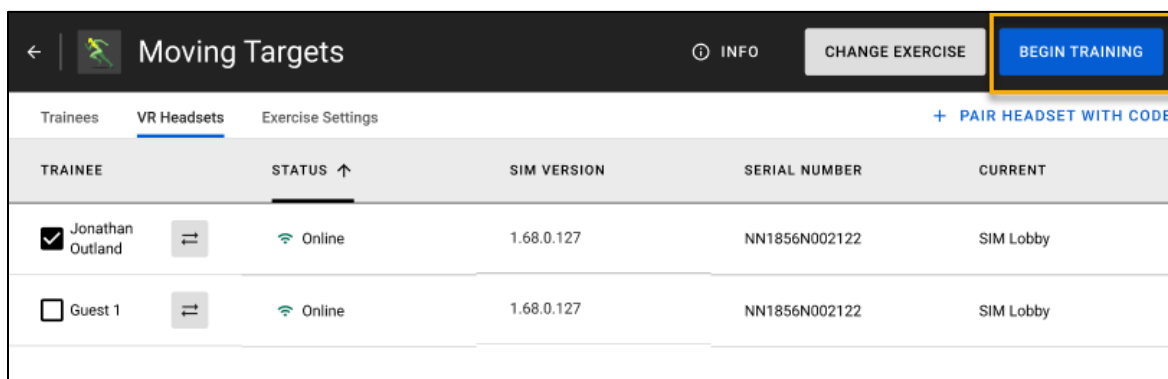 Moving Targets INFO CHANGE EXERCISE BEGIN TRAINING
Trainees VR Headsets Exercise Settings + PAIR HEADSET WITH CODE
TRAINEE STATUS SIM VERSION SERIAL NUMBER CURRENT
Jonathan
Outland Online 1.68.0.127 NN1856N002122 SIM Lobby
Guest 1 Online 1.68.0.127 NN1856N002122 SIM Lobby